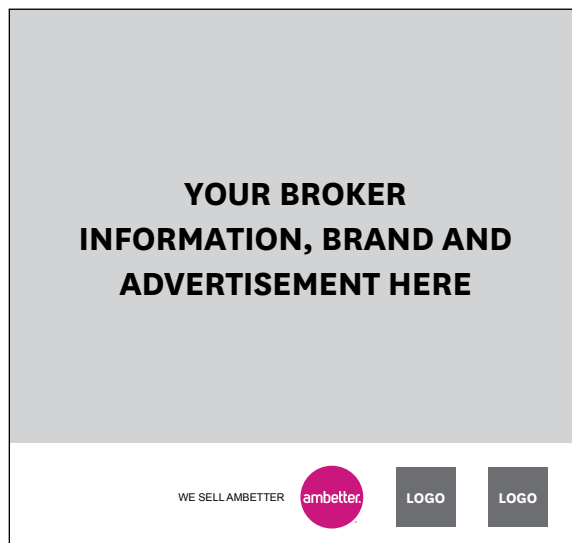 YOUR BROKER
INFORMATION, BRAND AND
ADVERTISEMENT HERE
WE SELL AMBETTER
ambetter.
LOGO
LOGO